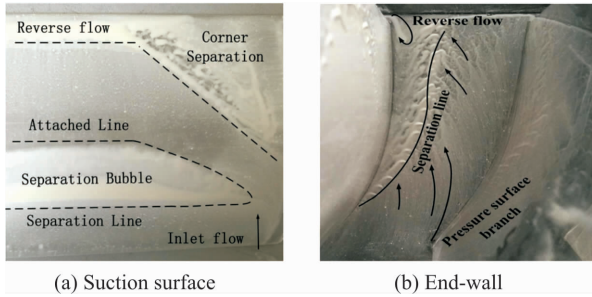 Reverse flow
Corner
Separation
Attached Line
Separation Bubble
Separation Line
Inlet flow
(a) Suction surface
Reverse flow
Separation line
Pressure surface
branch
(b) End-wall